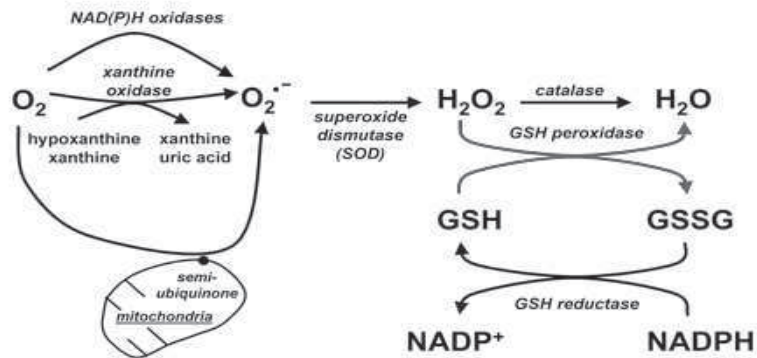 NAD(P)H oxidases
xanthine
oxidase
O₂
O₂˙⁻
H₂O₂
catalase
H₂O
hypoxanthine
xanthine
xanthine
uric acid
superoxide
dismutase
(SOD)
GSH peroxidase
GSH
GSSG
semi-
ubiquinone
mitochondria
GSH reductase
NADP⁺
NADPH